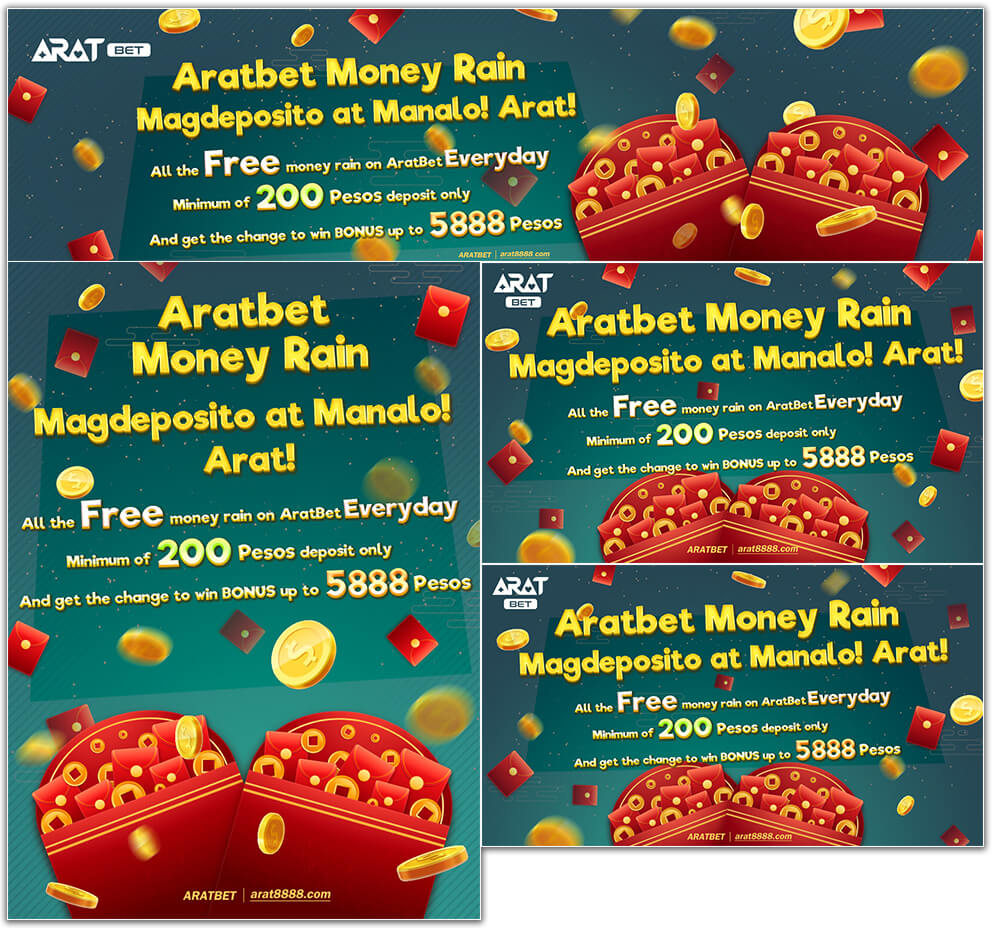 ARAT BET
Aratbet Money Rain
Magdeposito at Manalo! Arat!
All the Free money rain on AratBet Everyday
Minimum of 200 Pesos deposit only
And get the change to win BONUS up to 5888 Pesos
ARATBET | arat8888.com
Aratbet
Money Rain
Magdeposito at Manalo!
Arat!
All the Free money rain on AratBet Everyday
Minimum of 200 Pesos deposit only
And get the change to win BONUS up to 5888 Pesos
ARATBET | arat8888.com
ARAT
BET
Aratbet Money Rain
Magdeposito at Manalo! Arat!
All the Free money rain on AratBet Everyday
Minimum of 200 Pesos deposit only
And get the change to win BONUS up to 5888 Pesos
ARATBET | arat8888.com
ARAT
BET
Aratbet Money Rain
Magdeposito at Manalo! Arat!
All the Free money rain on AratBet Everyday
Minimum of 200 Pesos deposit only
And get the change to win BONUS up to 5888 Pesos
ARATBET | arat8888.com